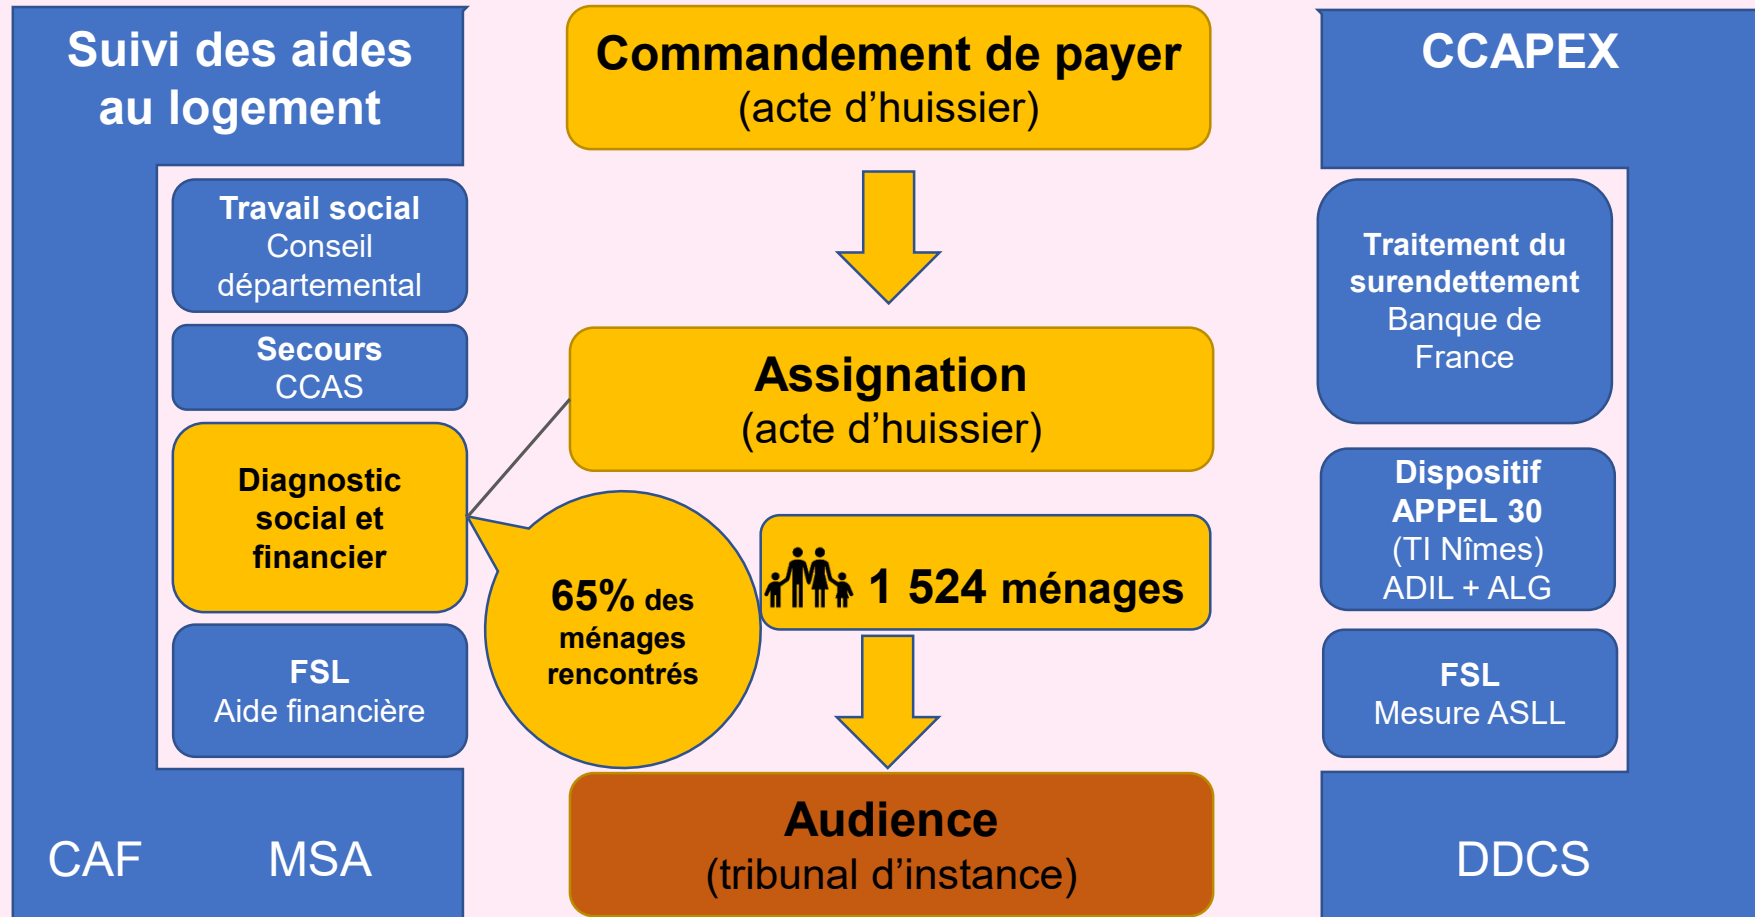 Suivi des aides
au logement
Travail social
Conseil
départemental
Secours
CCAS
Diagnostic
social et
financier
FSL
Aide financière
CAF
MSA
Commandement de payer
(acte d’huissier)
Assignation
(acte d’huissier)
65% des
ménages
rencontrés
1 524 ménages
Audience
(tribunal d’instance)
CCAPEX
Traitement du
surendettement
Banque de
France
Dispositif
APPEL 30
(TI Nîmes)
ADIL + ALG
FSL
Mesure ASLL
DDCS